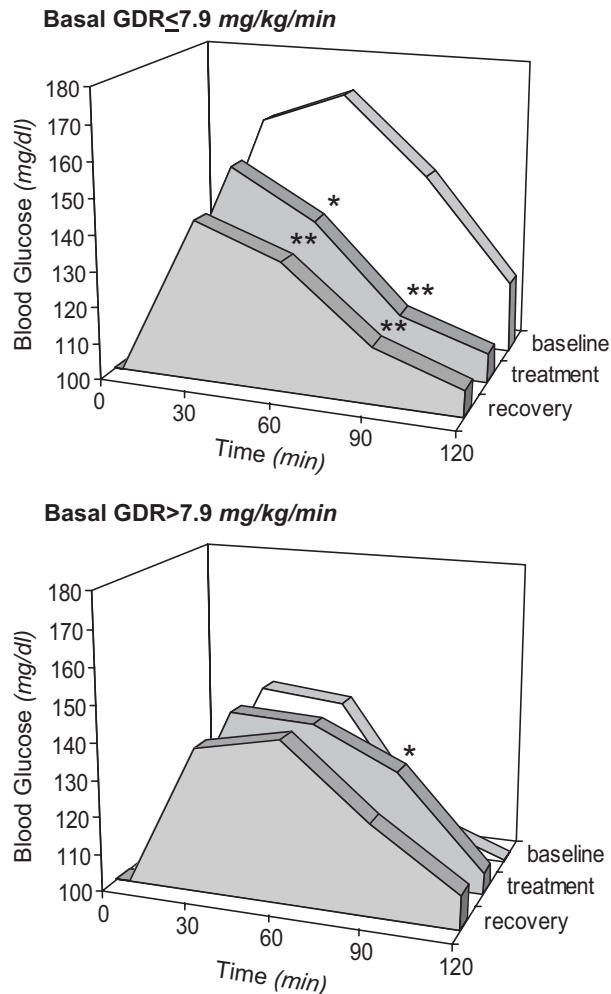 Basal GDR≤7.9 mg/kg/min
180
170
160
150
140
130
120
110
100
Blood Glucose (mg/dl)
*
**
**
**
0
30
60
90
120
Time (min)
baseline
treatment
recovery
Basal GDR>7.9 mg/kg/min
180
170
160
150
140
130
120
110
100
Blood Glucose (mg/dl)
*
0
30
60
90
120
Time (min)
baseline
treatment
recovery